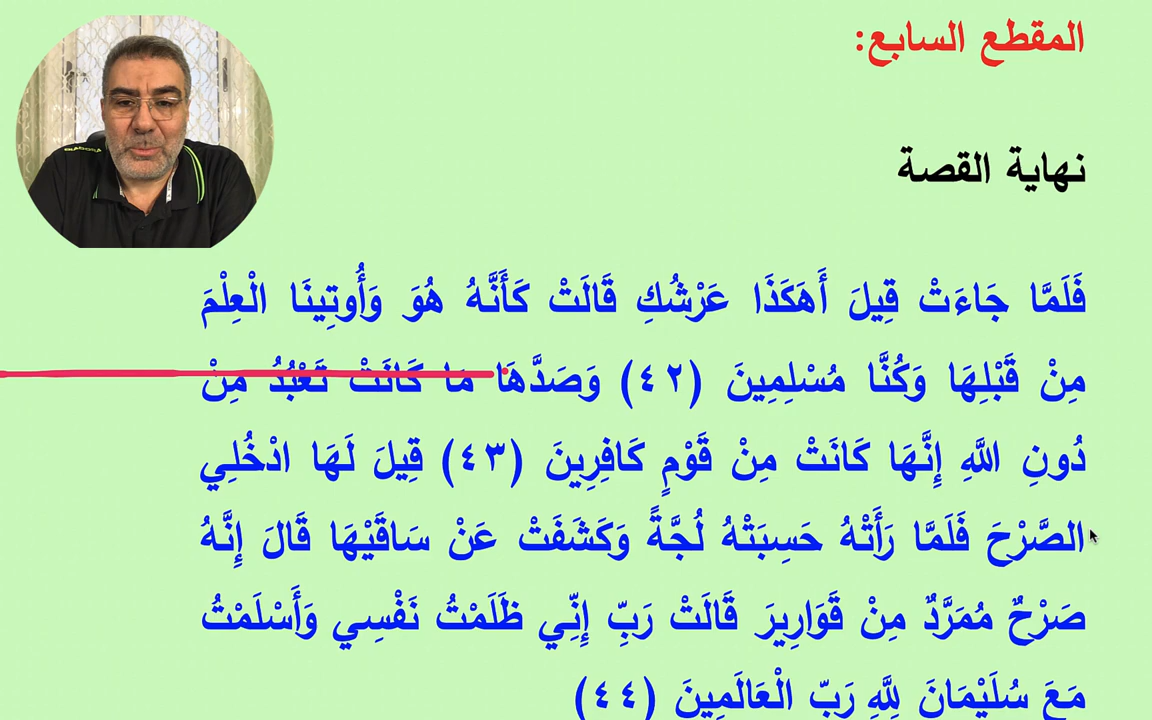 المقطع السابع:
نهاية القصة
فَلَمَّا جَاءَتْ قِيلَ أَهَكَذَا عَرْشُكِ قَالَتْ كَأَنَّهُ هُوَ وَأُوتِينَا الْعِلْمَ
مِنْ قَبْلِهَا وَكُنَّا مُسْلِمِينَ (٤٢) وَصَدَّهَا مَا كَانَتْ تَعْبُدُ مِنْ
دُونِ اللَّهِ إِنَّهَا كَانَتْ مِنْ قَوْمٍ كَافِرِينَ (٤٣) قِيلَ لَهَا ادْخُلِي
الصَّرْحَ فَلَمَّا رَأَتْهُ حَسِبَتْهُ لُجَّةً وَكَشَفَتْ عَنْ سَاقَيْهَا قَالَ إِنَّهُ
صَرْحٌ مُمَرَّدٌ مِنْ قَوَارِيرَ قَالَتْ رَبِّ إِنِّي ظَلَمْتُ نَفْسِي وَأَسْلَمْتُ
مَعَ سُلَيْمَانَ لِلَّهِ رَبِّ الْعَالَمِينَ (٤٤)